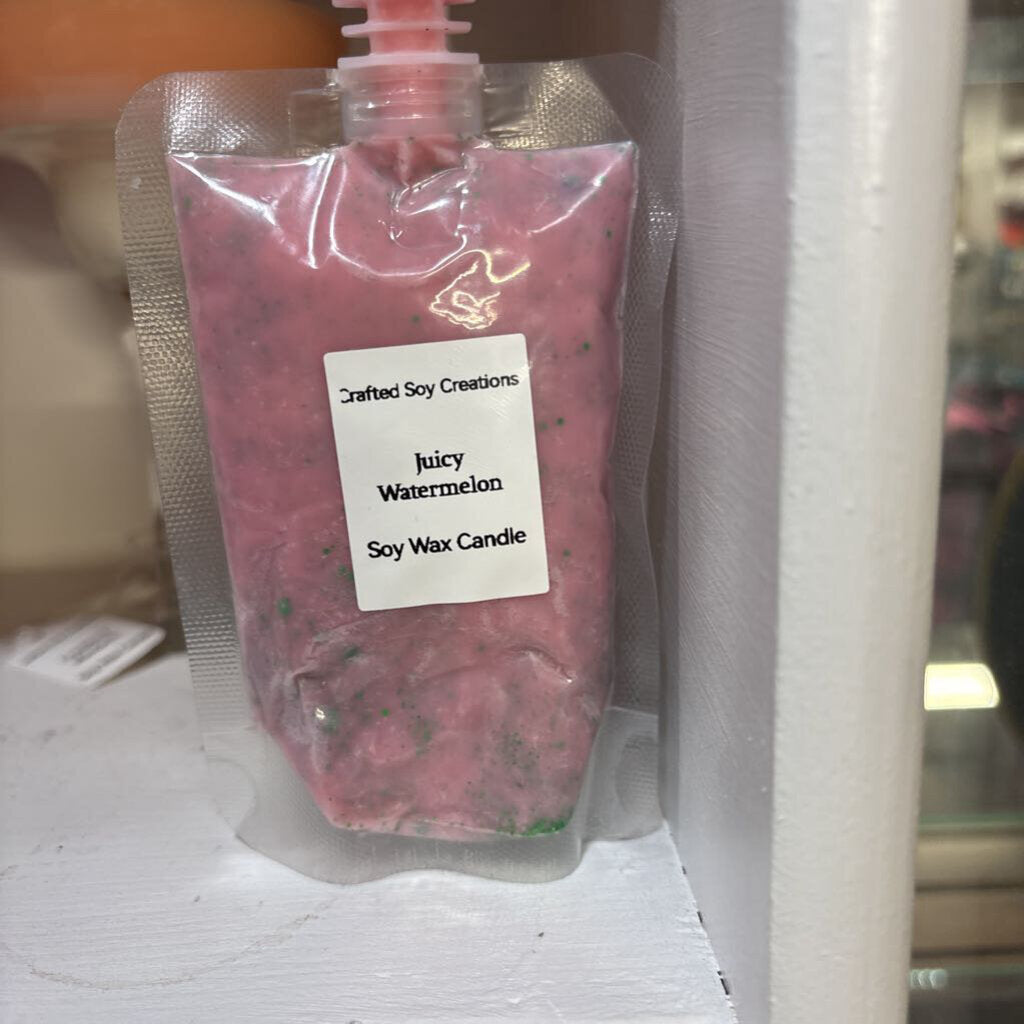 Crafted Soy Creations
Juicy
Watermelon
Soy Wax Candle